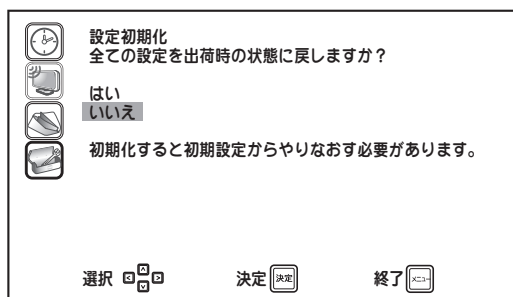 設定初期化
全ての設定を出荷時の状態に戻しますか？
はい
いいえ
初期化すると初期設定からやりなおす必要があります。
選択 決定 決定 終了 メニュー